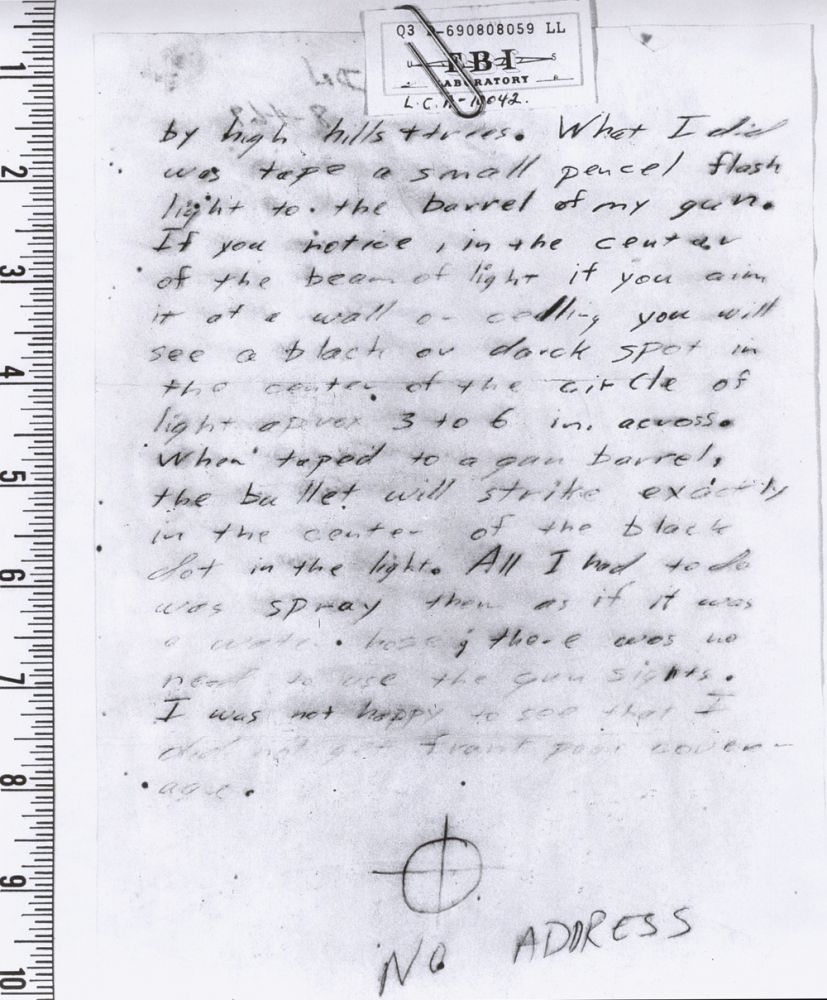 Q3 -690808059 LL
U S
FBI
LABORATORY
L.C.
by high hills + trees. What I did
was tape a small pencel flash
light to the barrel of my gun.
If you notice, in the center
of the beam of light if you aim
it at a wall or ceiling you will
see a black or darck spot in
the center of the circle of
light aprox 3 to 6 in. across.
When taped to a gun barrel,
the bullet will strike exactly
in the center of the black
dot in the light. All I had to do
was spray them as if it was
a water hose; there was no
need to use the gun sights.
I was not happy to see that I
did not get front page cover-
age.
No ADDRESS
1
2
3
4
5
6
7
8
9
10